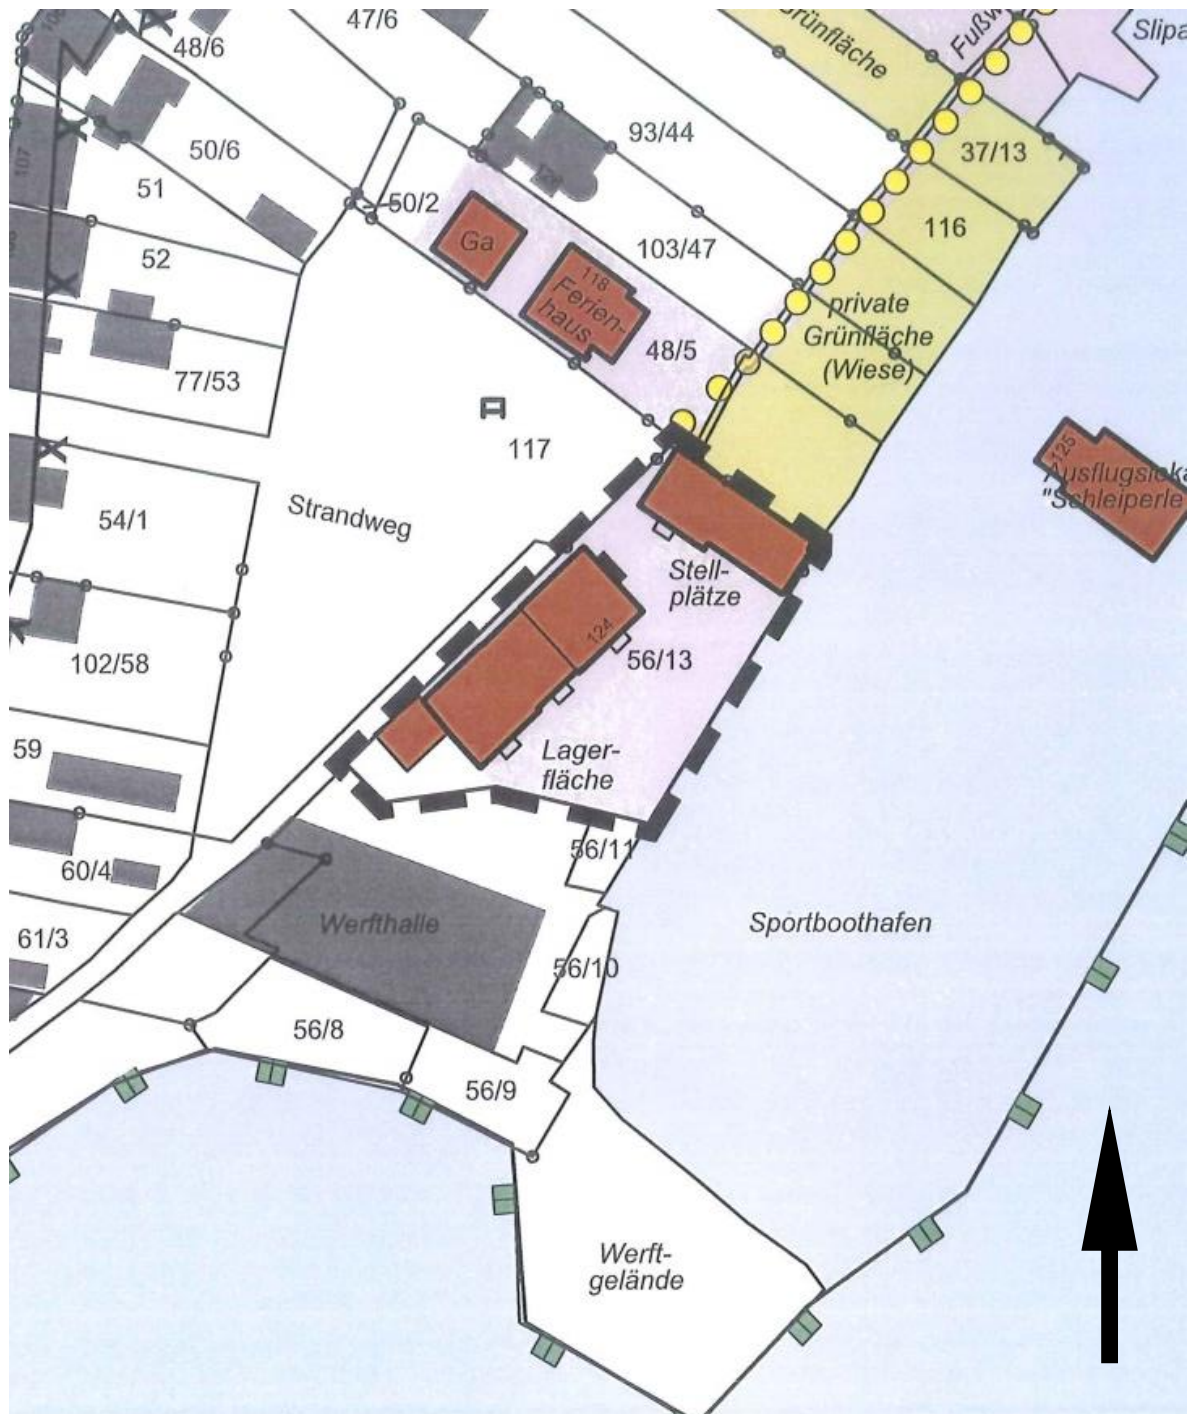 47/6
48/6
Grünfläche
93/44
50/6
107
37/13
51
50/2
116
103/47
52
Ga
118
Ferien-
haus
private
Grünfläche
(Wiese)
48/5
77/53
117
125
"Schleiperle
Strandweg
54/1
Stell-
plätze
124
56/13
102/58
59
Lager-
fläche
56/11
60/4
Werfthalle
Sportboothafen
61/3
56/10
56/8
56/9
Werft-
gelände